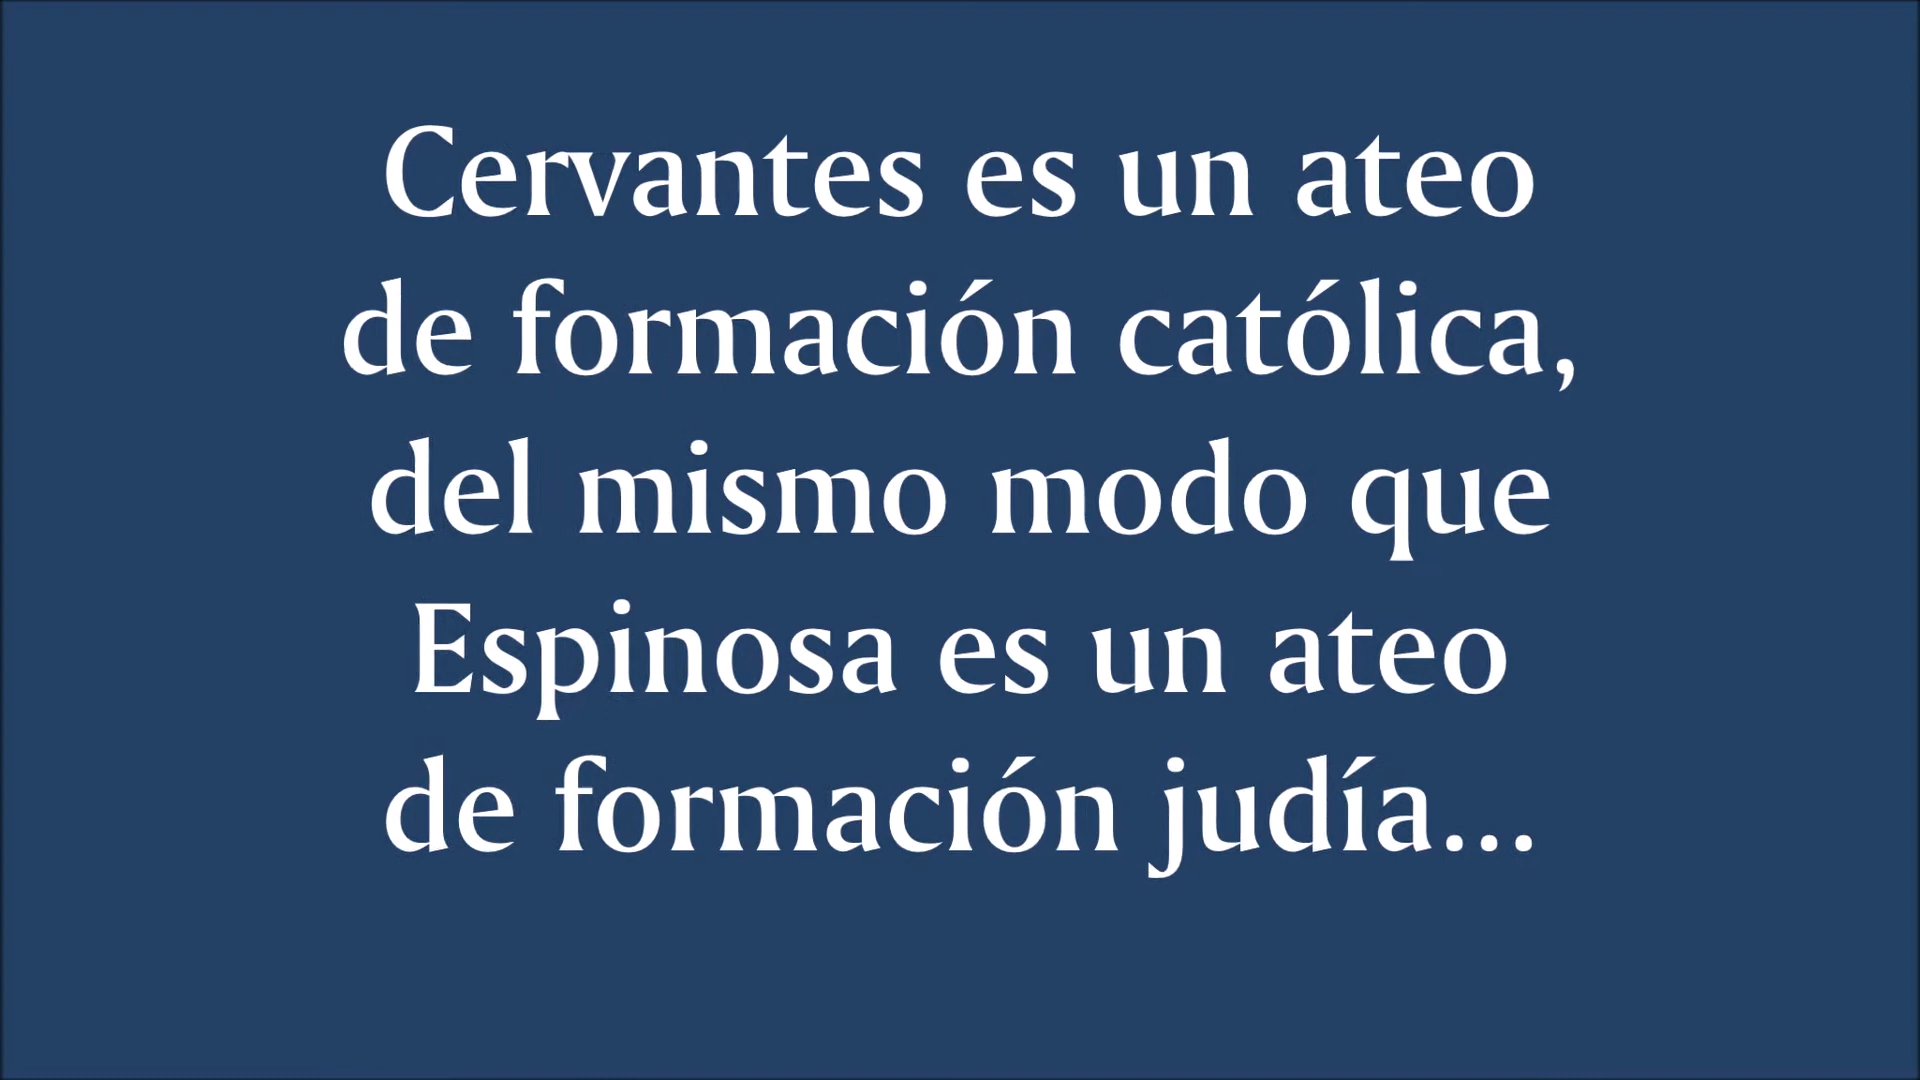 Cervantes es un ateo
de formación católica,
del mismo modo que
Espinosa es un ateo
de formación judía...